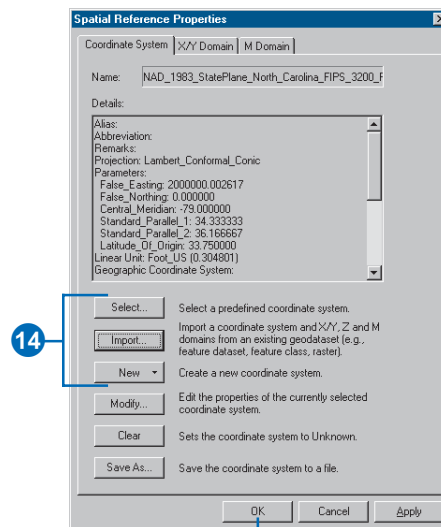 Spatial Reference Properties
Coordinate System X/Y Domain M Domain
Name: NAD_1983_StatePlane_North_Carolina_FIPS_3200_F
Details:
Alias:
Abbreviation:
Remarks:
Projection: Lambert_Conformal_Conic
Parameters:
False_Easting: 2000000.002617
False_Northing: 0.000000
Central_Meridian: -79.000000
Standard_Parallel_1: 34.333333
Standard_Parallel_2: 36.166667
Latitude_Of_Origin: 33.750000
Linear Unit: Foot_US (0.304801)
Geographic Coordinate System:
Select... Select a predefined coordinate system.
14 Import... Import a coordinate system and X/Y, Z and M
domains from an existing geodataset (e.g.,
feature dataset, feature class, raster).
New Create a new coordinate system.
Modify... Edit the properties of the currently selected
coordinate system.
Clear Sets the coordinate system to Unknown.
Save As... Save the coordinate system to a file.
OK Cancel Apply